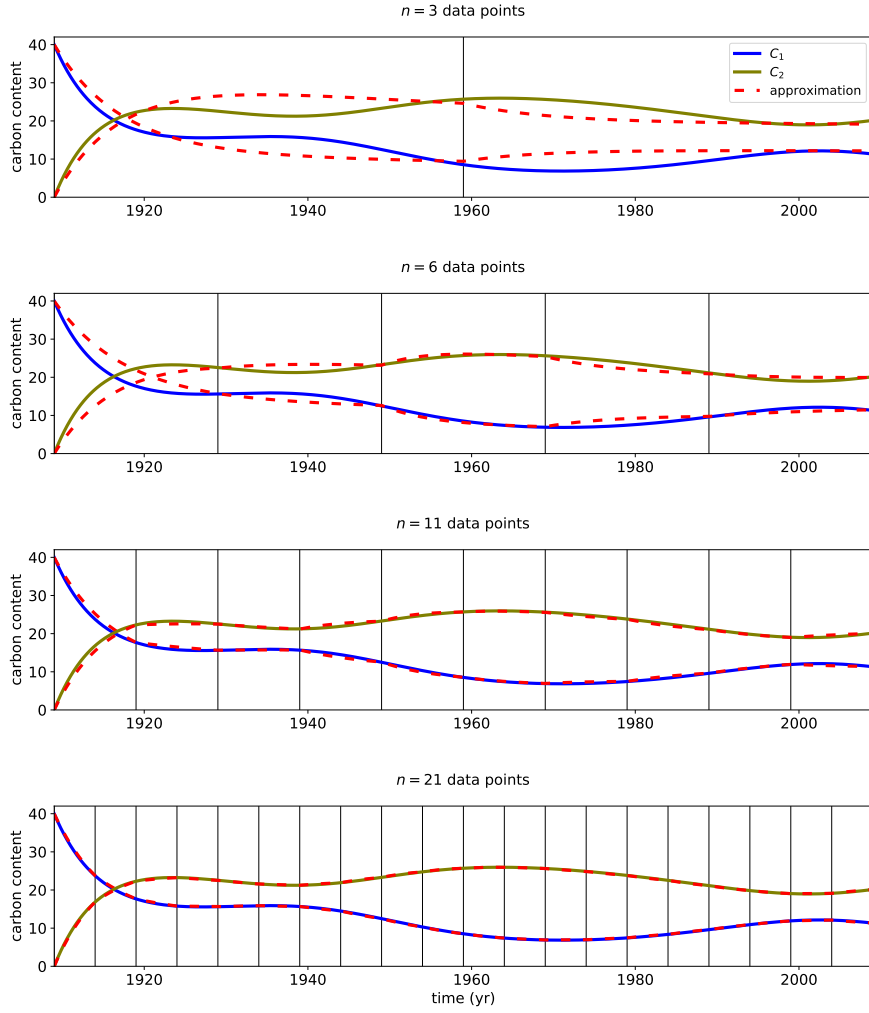 n = 3 data points
carbon content
40
30
20
10
0
C₁
C₂
approximation
1920 1940 1960 1980 2000
n = 6 data points
carbon content
40
30
20
10
0
1920 1940 1960 1980 2000
n = 11 data points
carbon content
40
30
20
10
0
1920 1940 1960 1980 2000
n = 21 data points
carbon content
40
30
20
10
0
1920 1940 1960 1980 2000
time (yr)